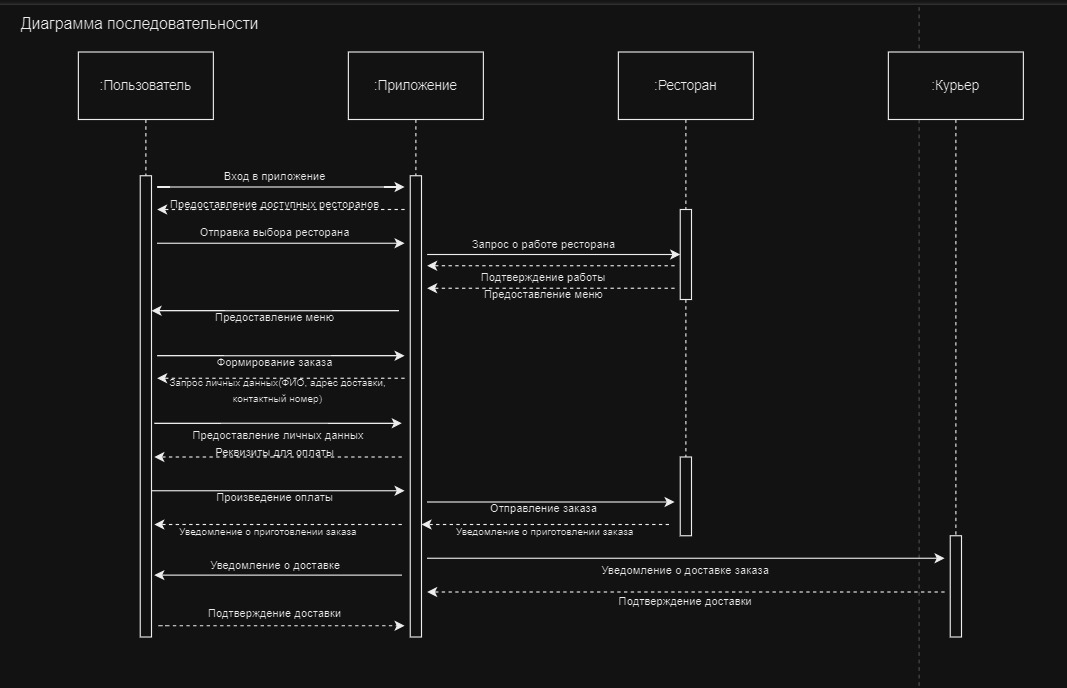 Диаграмма последовательности
:Пользователь
:Приложение
:Ресторан
:Курьер
Вход в приложение
Предоставление доступных ресторанов
Отправка выбора ресторана
Запрос о работе ресторана
Подтверждение работы
Предоставление меню
Предоставление меню
Формирование заказа
Запрос личных данных(ФИО, адрес доставки,
контактный номер)
Предоставление личных данных
Реквизиты для оплаты
Произведение оплаты
Отправление заказа
Уведомление о приготовлении заказа
Уведомление о приготовлении заказа
Уведомление о доставке
Уведомление о доставке заказа
Подтверждение доставки
Подтверждение доставки